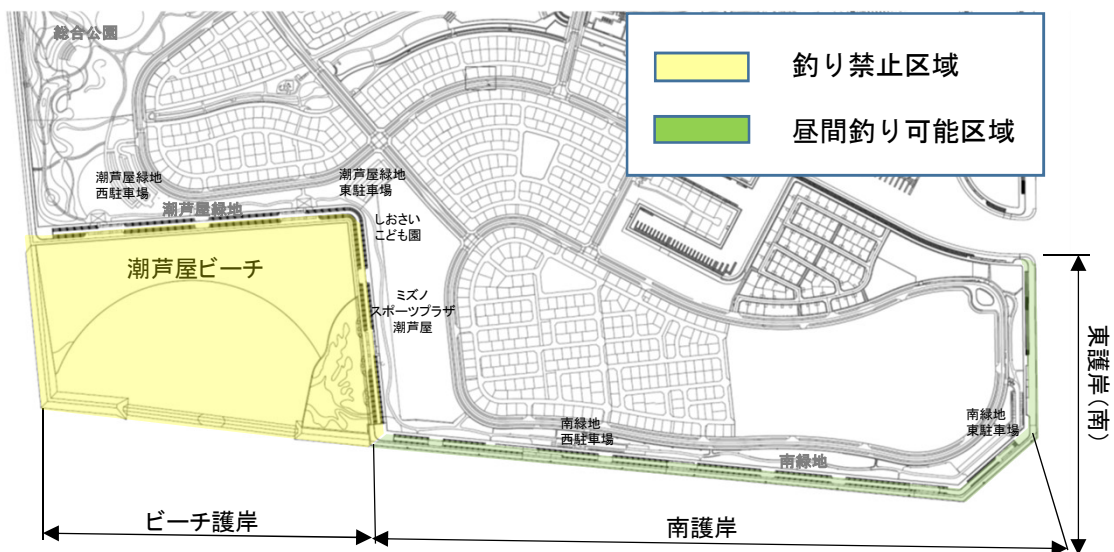 総合公園
釣り禁止区域
昼間釣り可能区域
潮芦屋緑地
西駐車場
潮芦屋緑地
東駐車場
潮芦屋緑地
しおさい
こども園
潮芦屋ビーチ
ミズノ
スポーツプラザ
潮芦屋
東護岸(南)
南緑地
西駐車場
南緑地
東駐車場
南緑地
ビーチ護岸
南護岸